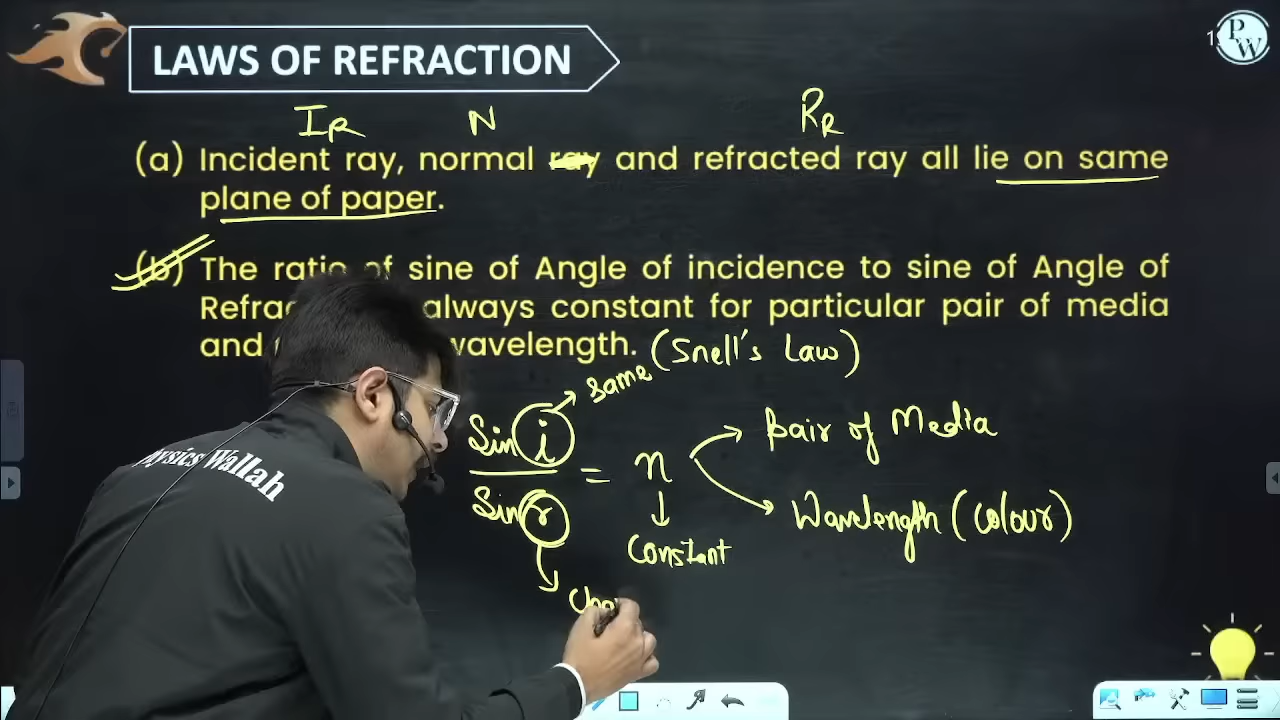 LAWS OF REFRACTION
PW
IR N RR
(a) Incident ray, normal ray and refracted ray all lie on same
plane of paper.
(b) The ratio of sine of Angle of incidence to sine of Angle of
always constant for particular pair of media
and wavelength. (Snell's Law)
same
Sin i
Sin r
= n
Pair of Media
Wavelength (colour)
Constant
Physics Wallah